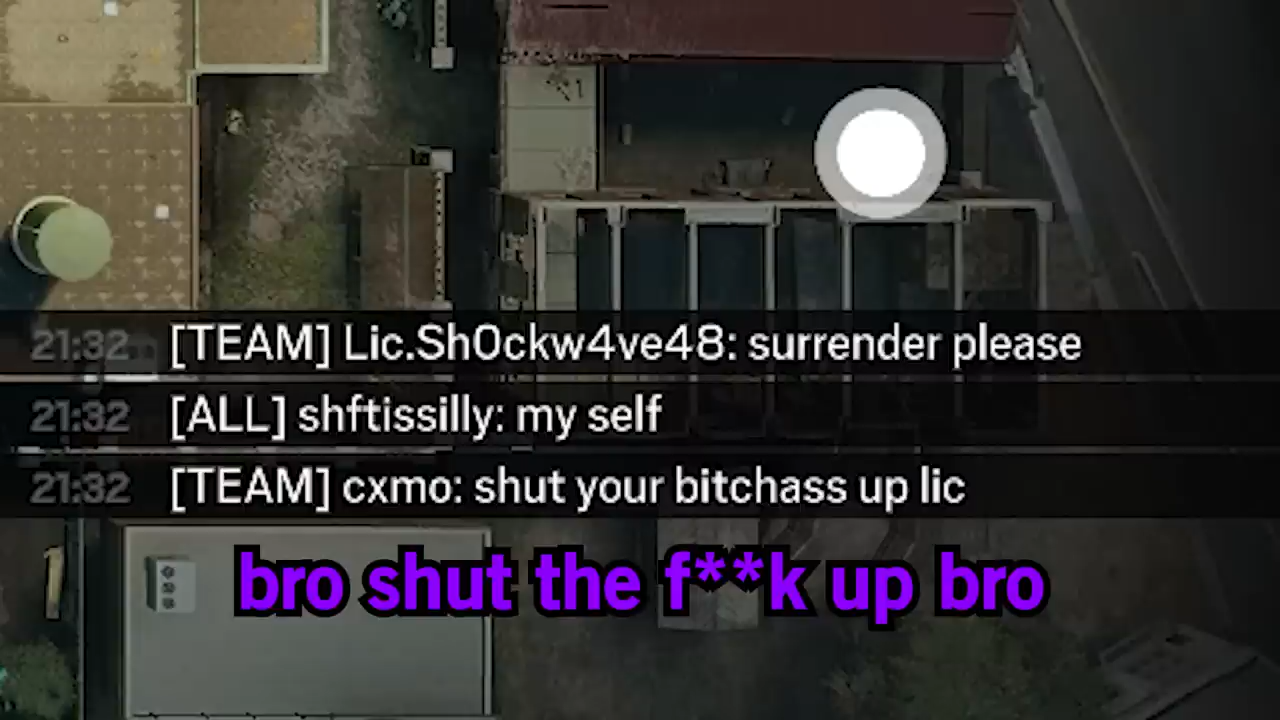 21:32 [TEAM] Lic.Sh0ckw4ve48: surrender please
21:32 [ALL] shftissilly: my self
21:32 [TEAM] cxmo: shut your bitchass up lic
bro shut the f**k up bro